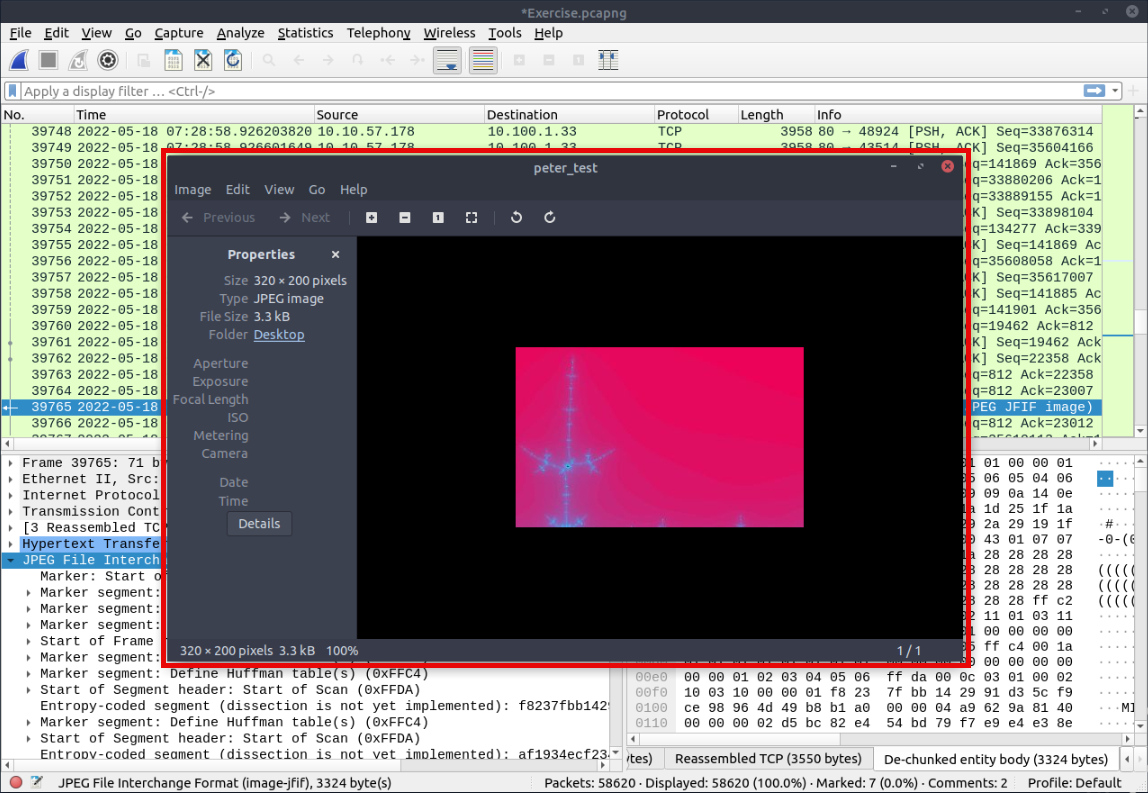 *Exercise.pcapng
File Edit View Go Capture Analyze Statistics Telephony Wireless Tools Help
Apply a display filter … <Ctrl-/>
No. Time Source Destination Protocol Length Info
39748 2022-05-18 07:28:58.926203820 10.10.57.178 10.100.1.33 TCP 3958 80 → 48924 [PSH, ACK] Seq=33876314
39749 2022-05-18 07:28:58.926601649 10.10.57.178 10.100.1.33 TCP 3958 80 → 43514 [PSH, ACK] Seq=35604166
39750 2022-05-18 q=141869 Ack=356
39751 2022-05-18 q=33880206 Ack=1
39752 2022-05-18 q=33889155 Ack=1
39753 2022-05-18 K] Seq=33898104
39754 2022-05-18 q=134277 Ack=339
39755 2022-05-18 CK] Seq=141869 Ac
39756 2022-05-18 q=35608058 Ack=1
39757 2022-05-18 K] Seq=35617007
39758 2022-05-18 CK] Seq=141885 Ac
39759 2022-05-18 q=141901 Ack=356
39760 2022-05-18 q=19462 Ack=812
39761 2022-05-18 CK] Seq=19462 Ack
39762 2022-05-18 CK] Seq=22358 Ack
39763 2022-05-18 q=812 Ack=22358
39764 2022-05-18 q=812 Ack=23007
39765 2022-05-18 PEG JFIF image)
39766 2022-05-18 q=812 Ack=23012
peter_test
Image Edit View Go Help
Previous Next
Properties
Size 320 × 200 pixels
Type JPEG image
File Size 3.3 kB
Folder Desktop
Aperture
Exposure
Focal Length
ISO
Metering
Camera
Date
Time
Details
320 × 200 pixels 3.3 kB 100% 1 / 1
Frame 39765: 71 by
Ethernet II, Src:
Internet Protocol
Transmission Cont
[3 Reassembled TC
Hypertext Transfe
JPEG File Interch
Marker: Start of
Marker segment:
Marker segment:
Marker segment:
Start of Frame
Marker segment:
Marker segment: Define Huffman table(s) (0xFFC4)
Start of Segment header: Start of Scan (0xFFDA)
Entropy-coded segment (dissection is not yet implemented): f8237fbb1429
Marker segment: Define Huffman table(s) (0xFFC4)
Start of Segment header: Start of Scan (0xFFDA)
Entropy-coded segment (dissection is not yet implemented): af1934ecf23
01 01 00 00 01
05 06 05 04 06
09 0a 14 0e
1a 1d 25 1f 1a
2a 29 19 1f
43 01 07 07
28 28 28 28
28 28 28 28
28 28 28 28
28 28 ff c2
11 01 03 11
00 00 00 00
ff c4 00 1a
00 00 00 00
00e0 00 00 01 02 03 04 05 06 ff da 00 0c 03 01 00 02
00f0 10 03 10 00 00 01 f8 23 7f bb 14 29 91 d3 5c f9
0100 ce 98 96 4d 49 b8 b1 a0 00 00 04 a9 62 9a 81 40
0110 00 00 00 02 d5 bc 82 e4 54 bd 79 f7 e9 e4 e3 8e
ytes) Reassembled TCP (3550 bytes) De-chunked entity body (3324 bytes)
JPEG File Interchange Format (image-jfif), 3324 byte(s) Packets: 58620 · Displayed: 58620 (100.0%) · Marked: 7 (0.0%) · Comments: 2 Profile: Default